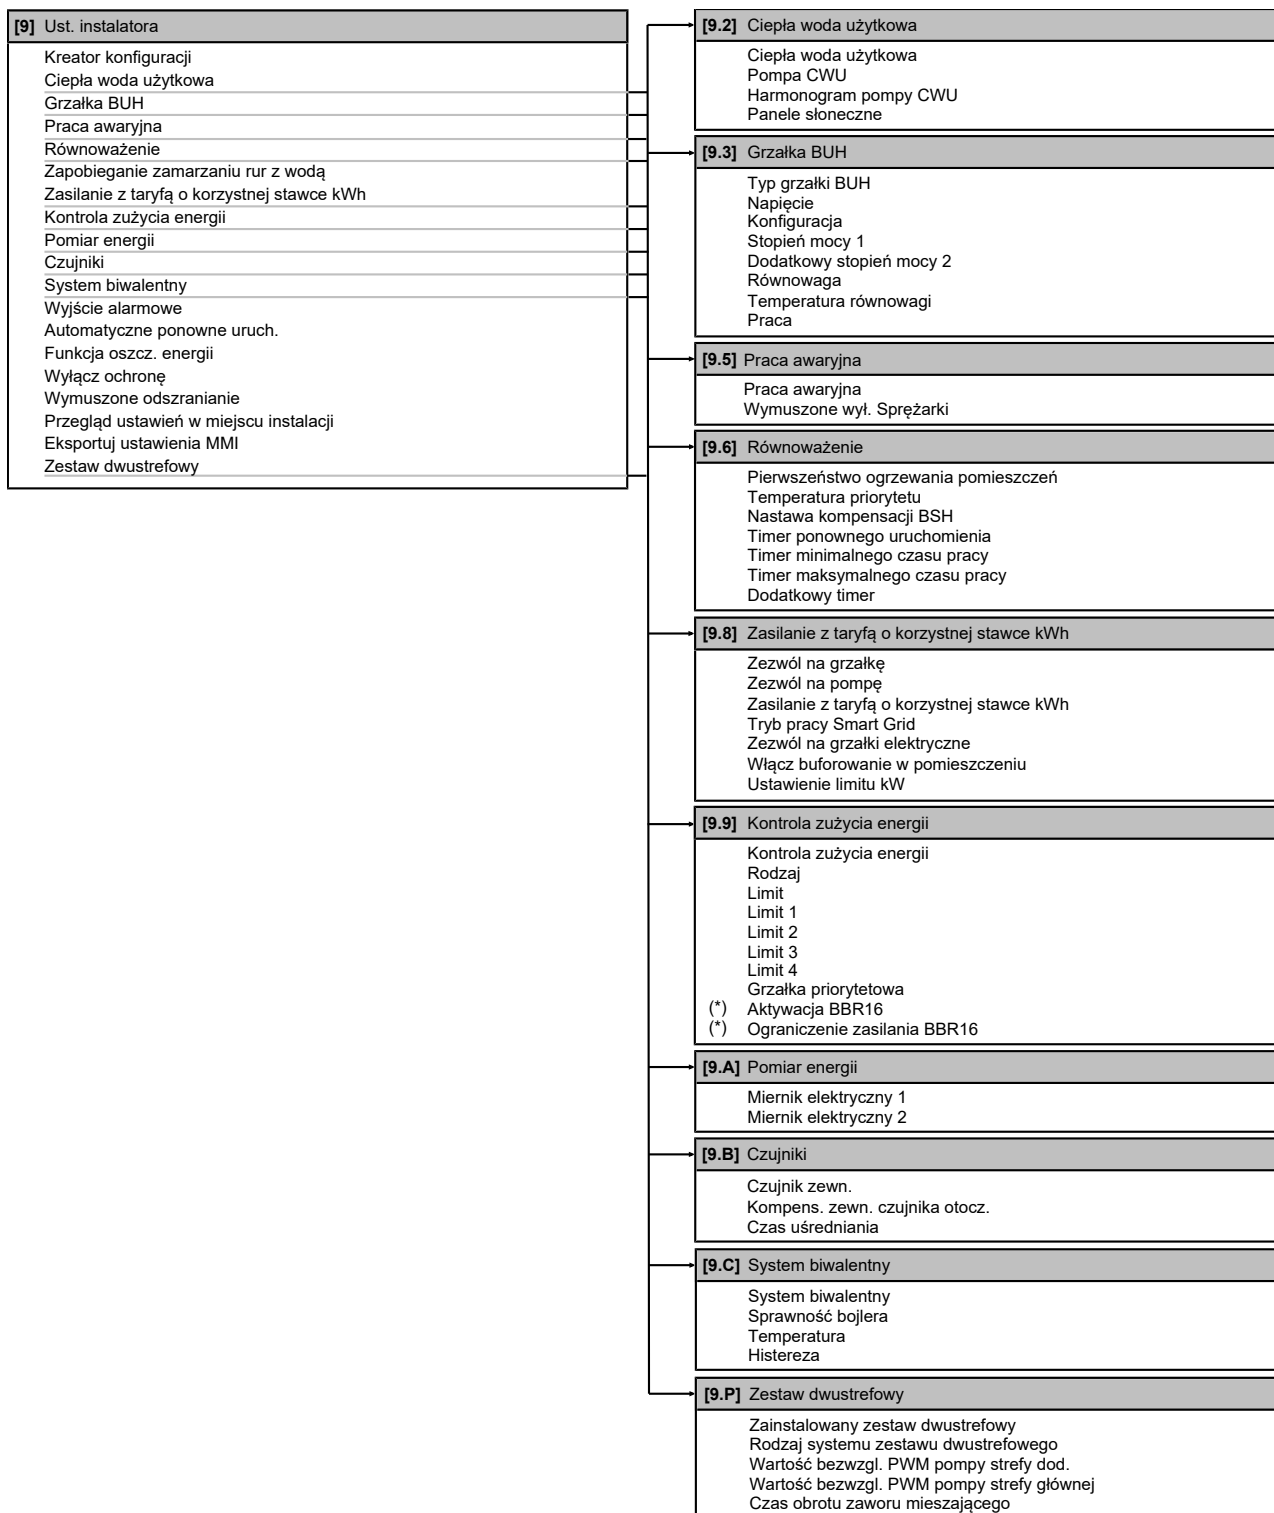 [9] Ust. instalatora
Kreator konfiguracji
Ciepła woda użytkowa
Grzałka BUH
Praca awaryjna
Równoważenie
Zapobieganie zamarzaniu rur z wodą
Zasilanie z taryfą o korzystnej stawce kWh
Kontrola zużycia energii
Pomiar energii
Czujniki
System biwalentny
Wyjście alarmowe
Automatyczne ponowne uruch.
Funkcja oszcz. energii
Wyłącz ochronę
Wymuszone odszranianie
Przegląd ustawień w miejscu instalacji
Eksportuj ustawienia MMI
Zestaw dwustrefowy
[9.2] Ciepła woda użytkowa
Ciepła woda użytkowa
Pompa CWU
Harmonogram pompy CWU
Panele słoneczne
[9.3] Grzałka BUH
Typ grzałki BUH
Napięcie
Konfiguracja
Stopień mocy 1
Dodatkowy stopień mocy 2
Równowaga
Temperatura równowagi
Praca
[9.5] Praca awaryjna
Praca awaryjna
Wymuszone wył. Sprężarki
[9.6] Równoważenie
Pierwszeństwo ogrzewania pomieszczeń
Temperatura priorytetu
Nastawa kompensacji BSH
Timer ponownego uruchomienia
Timer minimalnego czasu pracy
Timer maksymalnego czasu pracy
Dodatkowy timer
[9.8] Zasilanie z taryfą o korzystnej stawce kWh
Zezwól na grzałkę
Zezwól na pompę
Zasilanie z taryfą o korzystnej stawce kWh
Tryb pracy Smart Grid
Zezwól na grzałki elektryczne
Włącz buforowanie w pomieszczeniu
Ustawienie limitu kW
[9.9] Kontrola zużycia energii
Kontrola zużycia energii
Rodzaj
Limit
Limit 1
Limit 2
Limit 3
Limit 4
Grzałka priorytetowa
(*) Aktywacja BBR16
(*) Ograniczenie zasilania BBR16
[9.A] Pomiar energii
Miernik elektryczny 1
Miernik elektryczny 2
[9.B] Czujniki
Czujnik zewn.
Kompens. zewn. czujnika otocz.
Czas uśredniania
[9.C] System biwalentny
System biwalentny
Sprawność bojlera
Temperatura
Histereza
[9.P] Zestaw dwustrefowy
Zainstalowany zestaw dwustrefowy
Rodzaj systemu zestawu dwustrefowego
Wartość bezwzgl. PWM pompy strefy dod.
Wartość bezwzgl. PWM pompy strefy głównej
Czas obrotu zaworu mieszającego